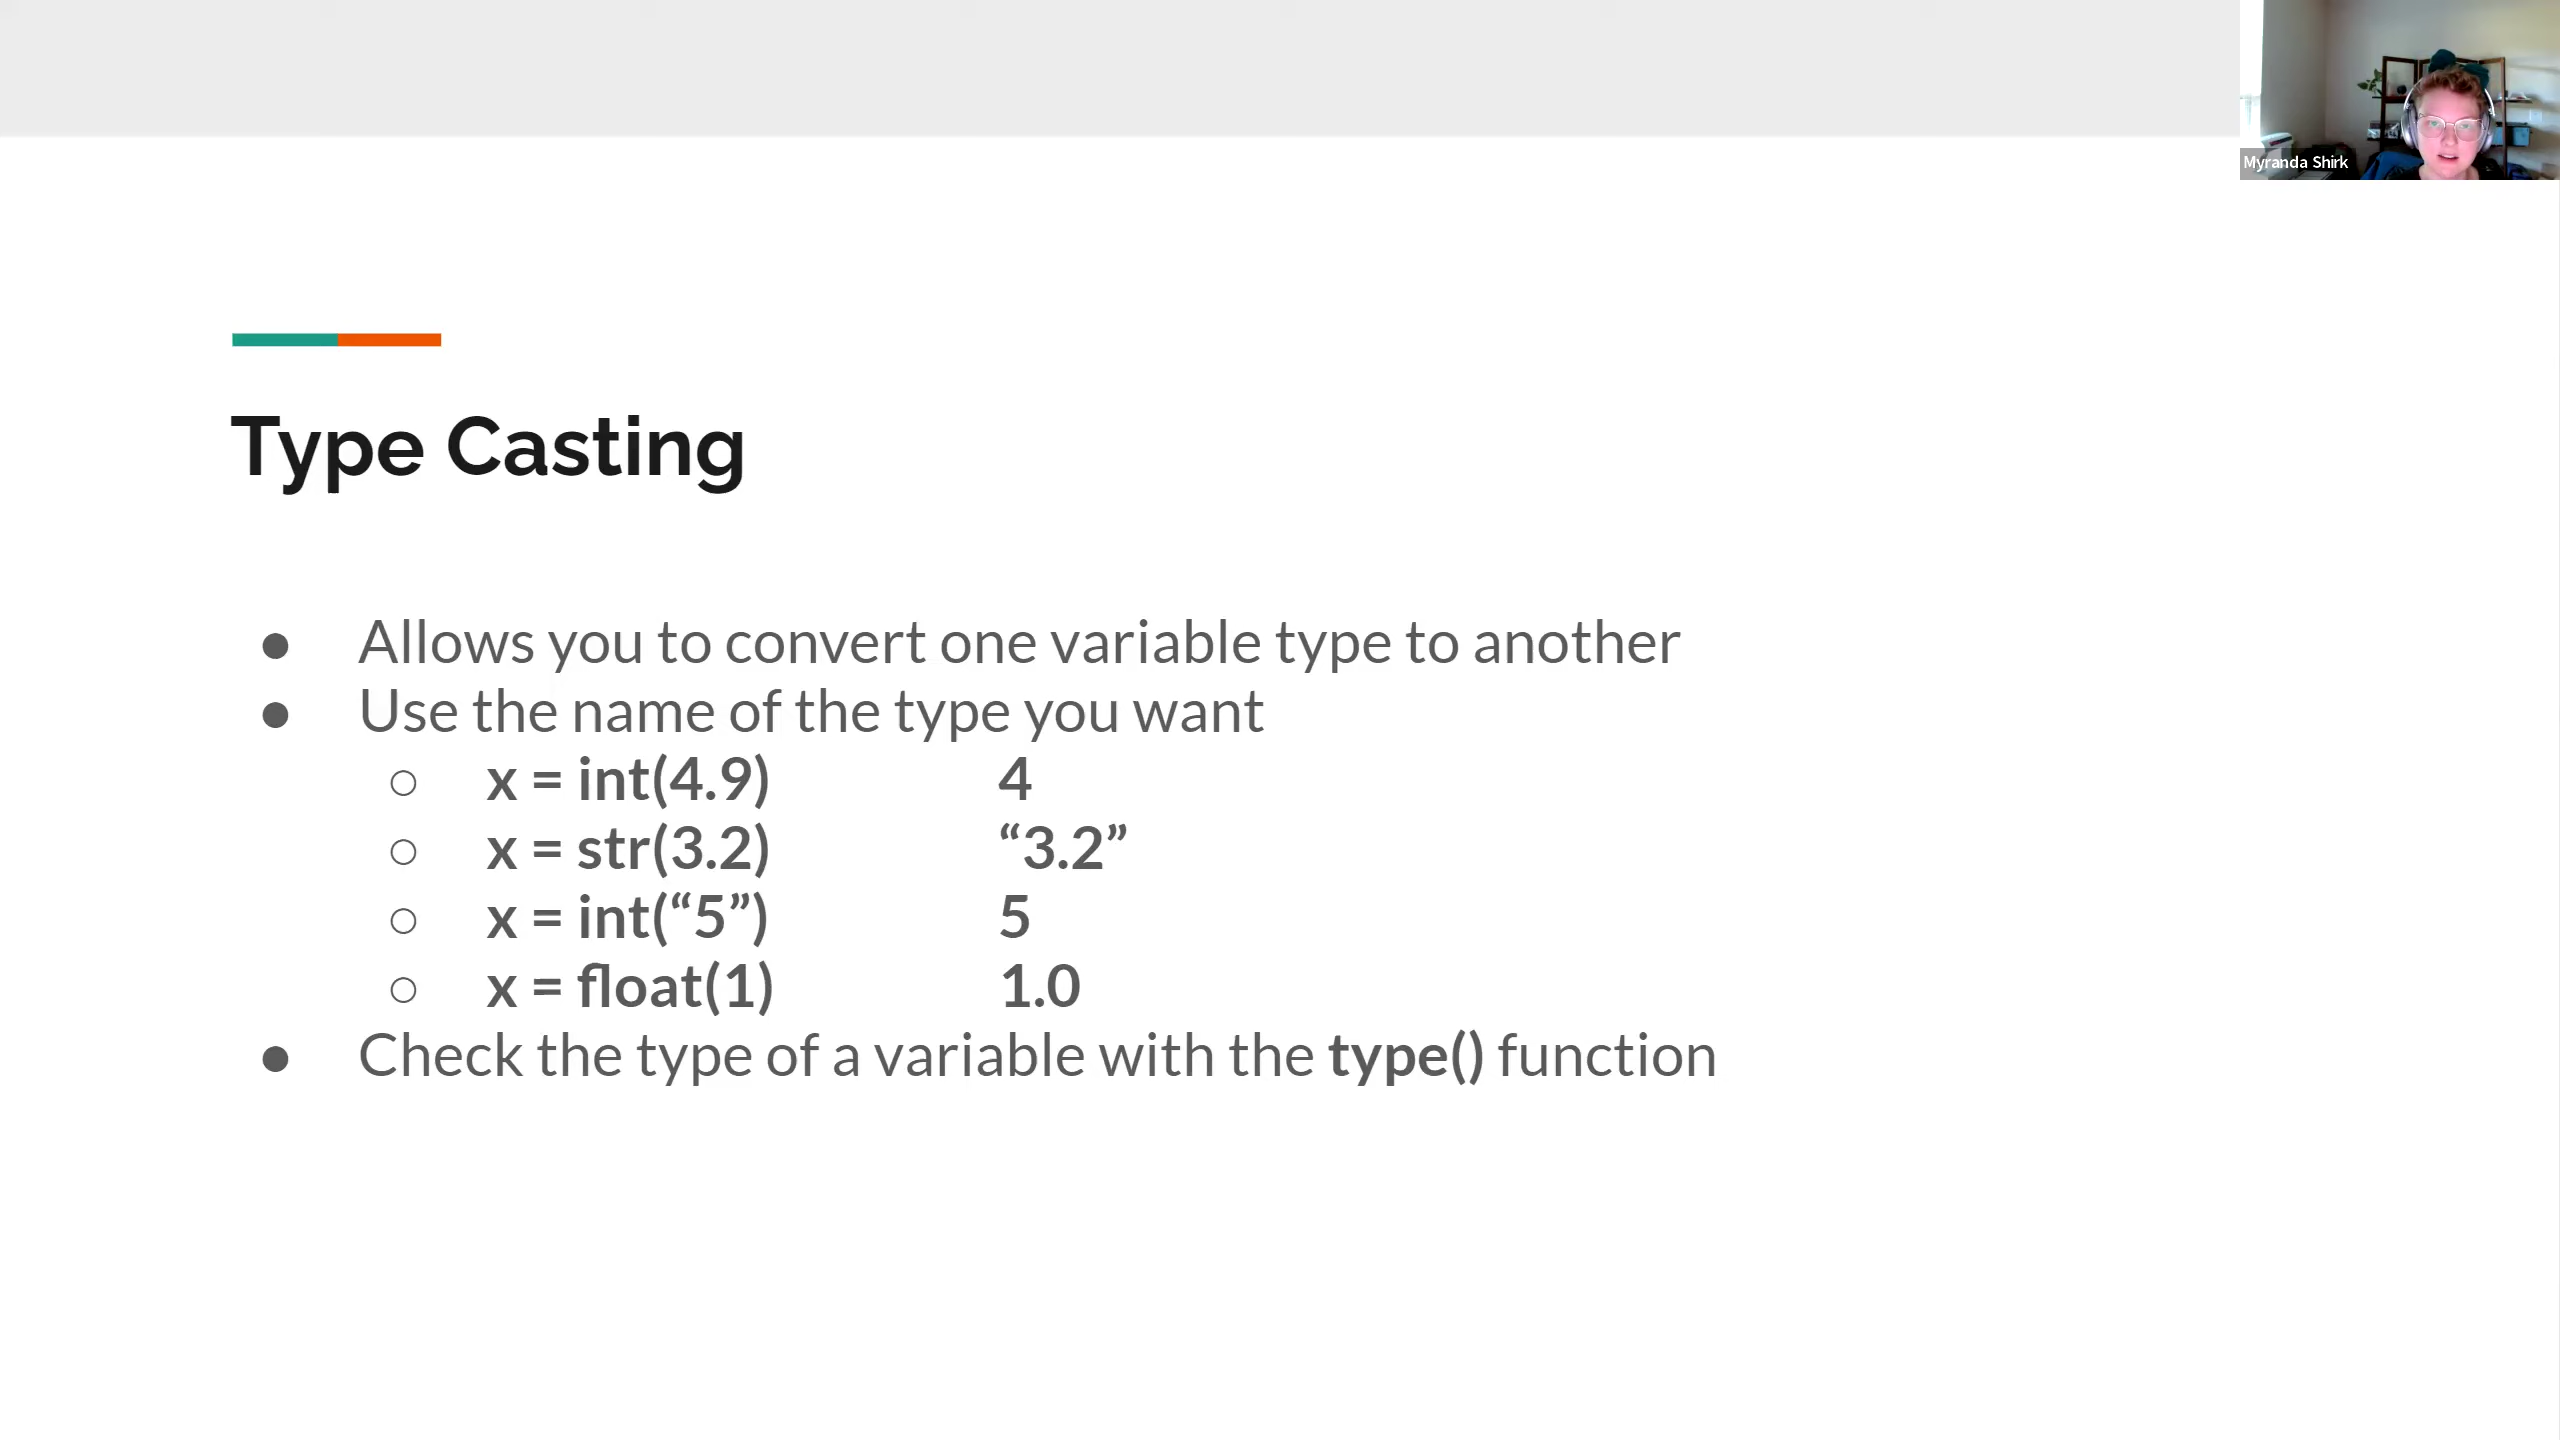 Myranda Shirk
Type Casting
● Allows you to convert one variable type to another
● Use the name of the type you want
○ x = int(4.9) 4
○ x = str(3.2) “3.2”
○ x = int(“5”) 5
○ x = float(1) 1.0
● Check the type of a variable with the type() function